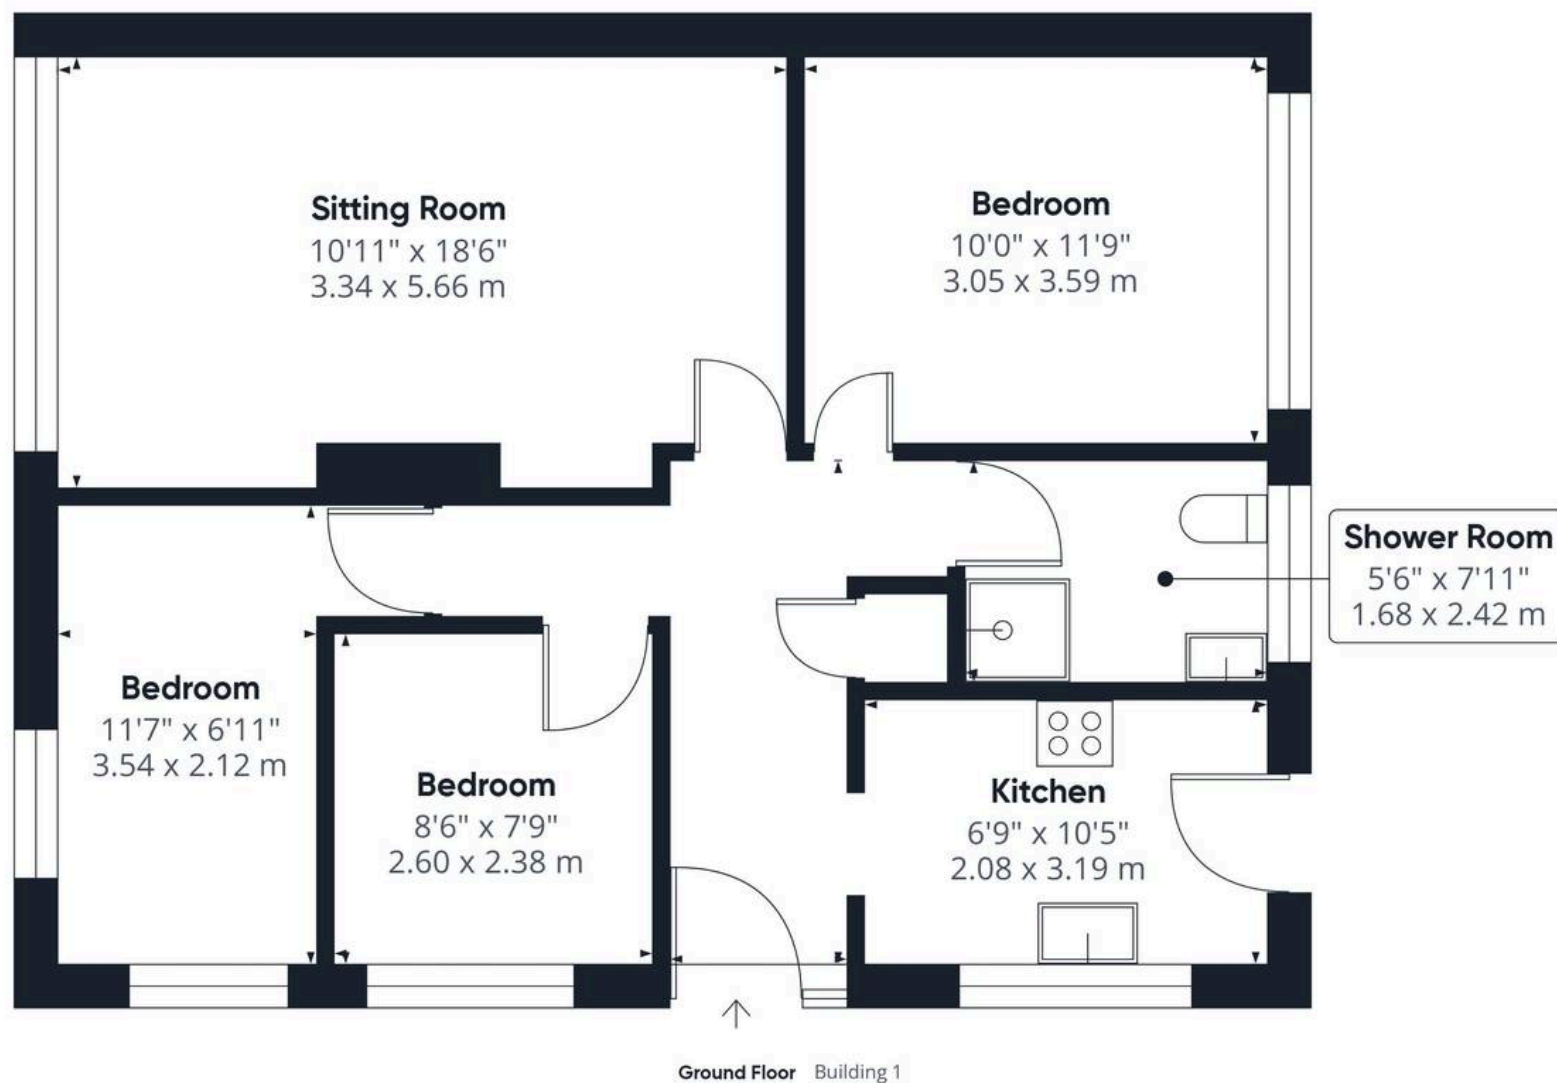 Sitting Room
10'11" x 18'6"
3.34 x 5.66 m
Bedroom
10'0" x 11'9"
3.05 x 3.59 m
Shower Room
5'6" x 7'11"
1.68 x 2.42 m
Bedroom
11'7" x 6'11"
3.54 x 2.12 m
Bedroom
8'6" x 7'9"
2.60 x 2.38 m
Kitchen
6'9" x 10'5"
2.08 x 3.19 m
Ground Floor Building 1